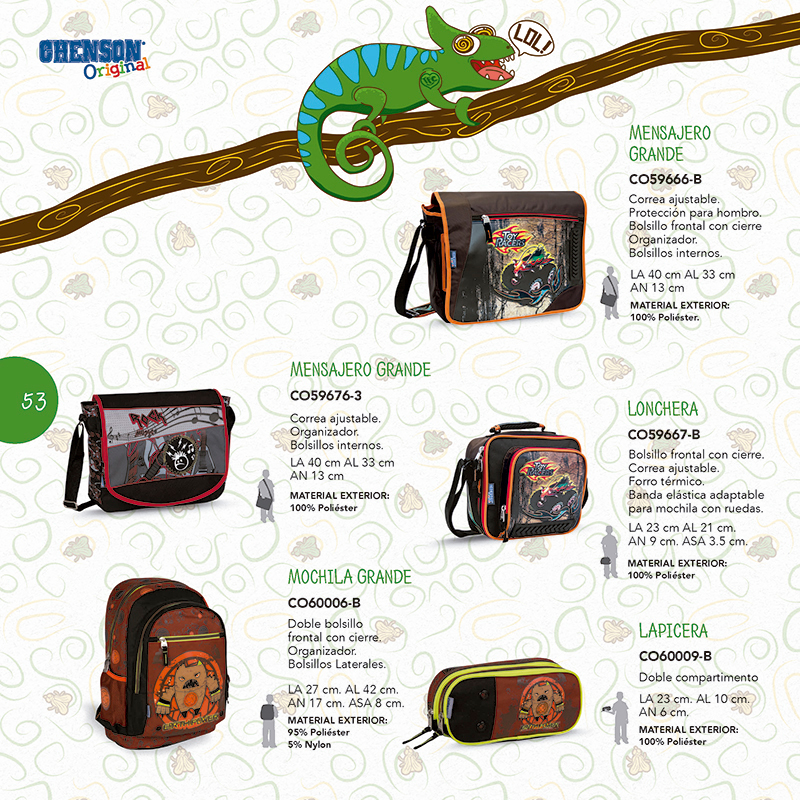 CHENSON
Original
LOL!
TLC
MENSAJERO
GRANDE
CO59666-B
Correa ajustable.
Protección para hombro.
Bolsillo frontal con cierre
Organizador.
Bolsillos internos.
LA 40 cm AL 33 cm
AN 13 cm
MATERIAL EXTERIOR:
100% Poliéster.
TOY
RACERS
53
MENSAJERO GRANDE
CO59676-3
Correa ajustable.
Organizador.
Bolsillos internos.
LA 40 cm AL 33 cm
AN 13 cm
MATERIAL EXTERIOR:
100% Poliéster
ROCK
LONCHERA
CO59667-B
Bolsillo frontal con cierre.
Correa ajustable.
Forro térmico.
Banda elástica adaptable
para mochila con ruedas.
LA 23 cm AL 21 cm.
AN 9 cm. ASA 3.5 cm.
MATERIAL EXTERIOR:
100% Poliéster
TOY
RACERS
MOCHILA GRANDE
CO60006-B
Doble bolsillo
frontal con cierre.
Organizador.
Bolsillos Laterales.
LA 27 cm. AL 42 cm.
AN 17 cm. ASA 8 cm.
MATERIAL EXTERIOR:
95% Poliéster
5% Nylon
LAPICERA
CO60009-B
Doble compartimento
LA 23 cm. AL 10 cm.
AN 6 cm.
MATERIAL EXTERIOR:
100% Poliéster